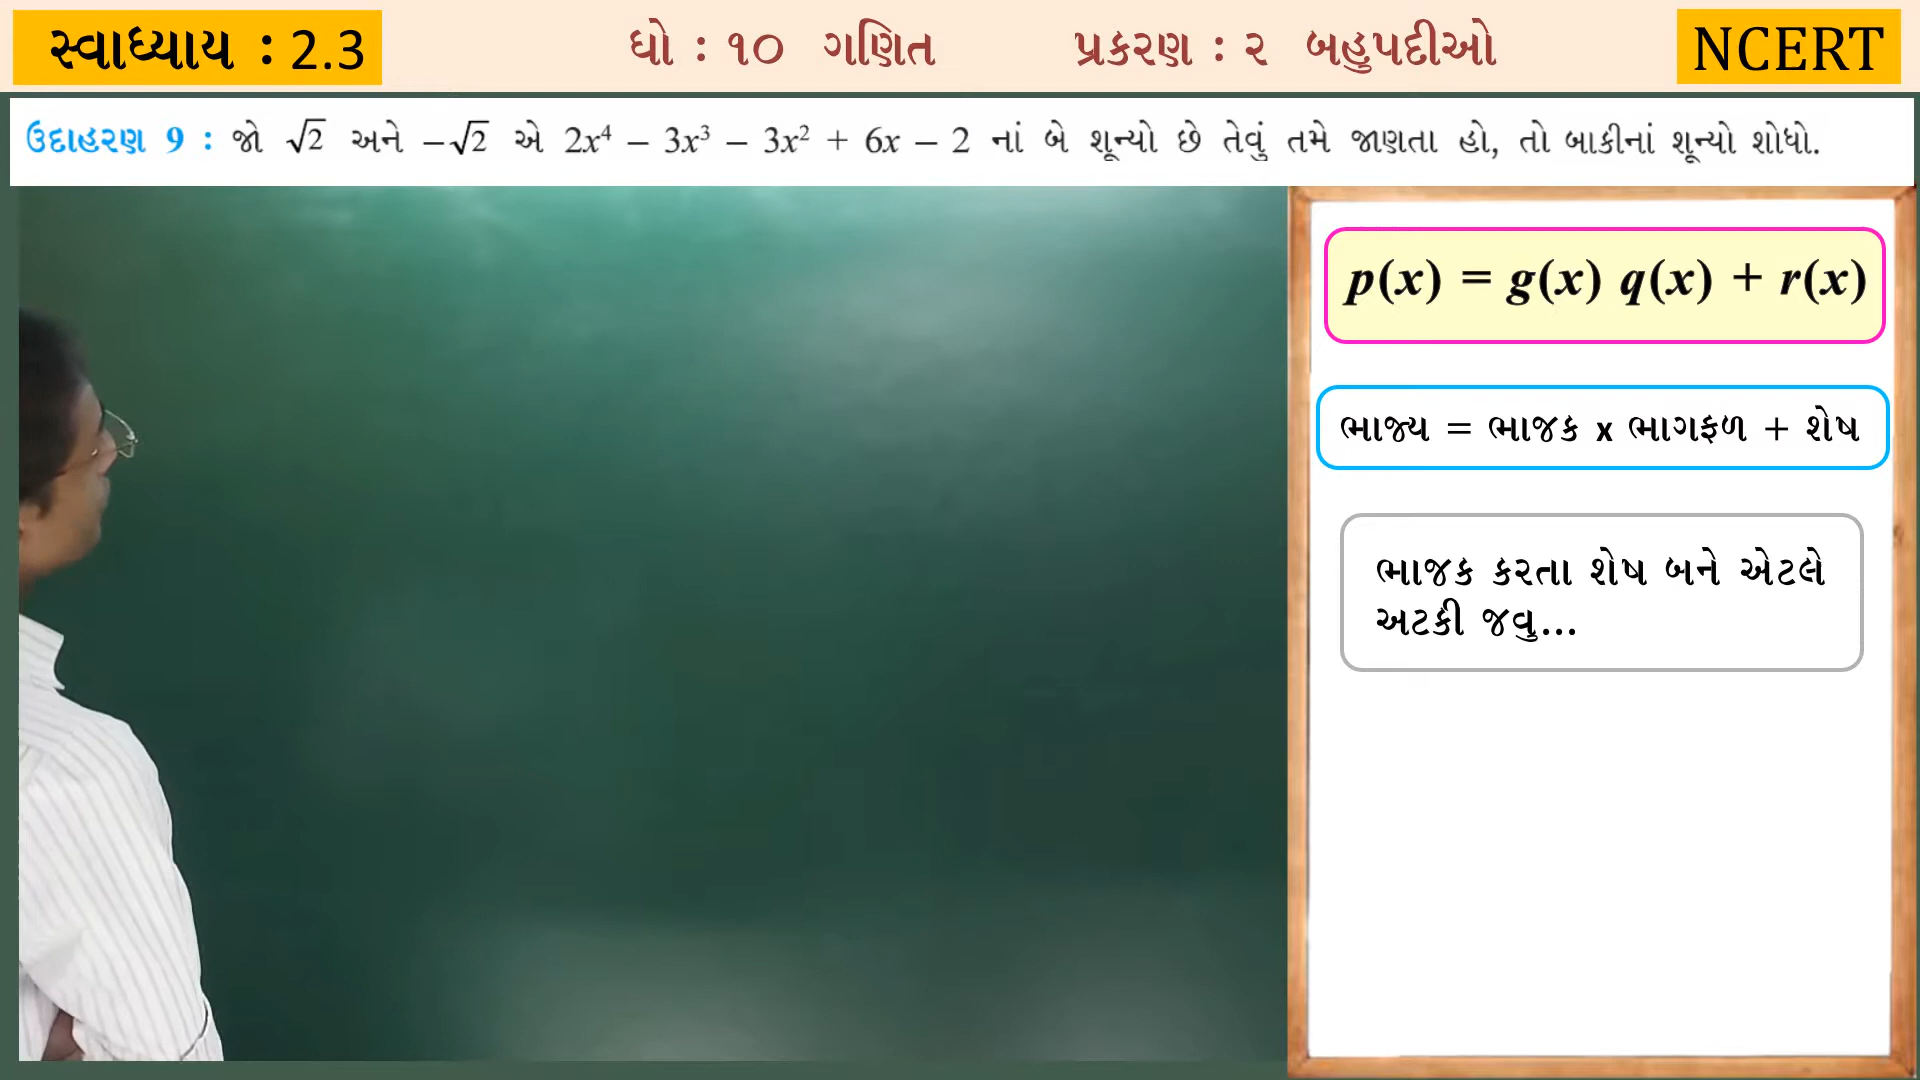 સ્વાધ્યાય : 2.3
ધો : ૧૦ ગણિત
પ્રકરણ : ૨ બહુપદીઓ
NCERT
ઉદાહરણ 9 : જો √2 અને −√2 એ 2x⁴ − 3x³ − 3x² + 6x − 2 નાં બે શૂન્યો છે તેવું તમે જાણતા હો, તો બાકીનાં શૂન્યો શોધો.
p(x) = g(x) q(x) + r(x)
ભાજ્ય = ભાજક x ભાગફળ + શેષ
ભાજક કરતા શેષ બને એટલે
અટકી જવુ...